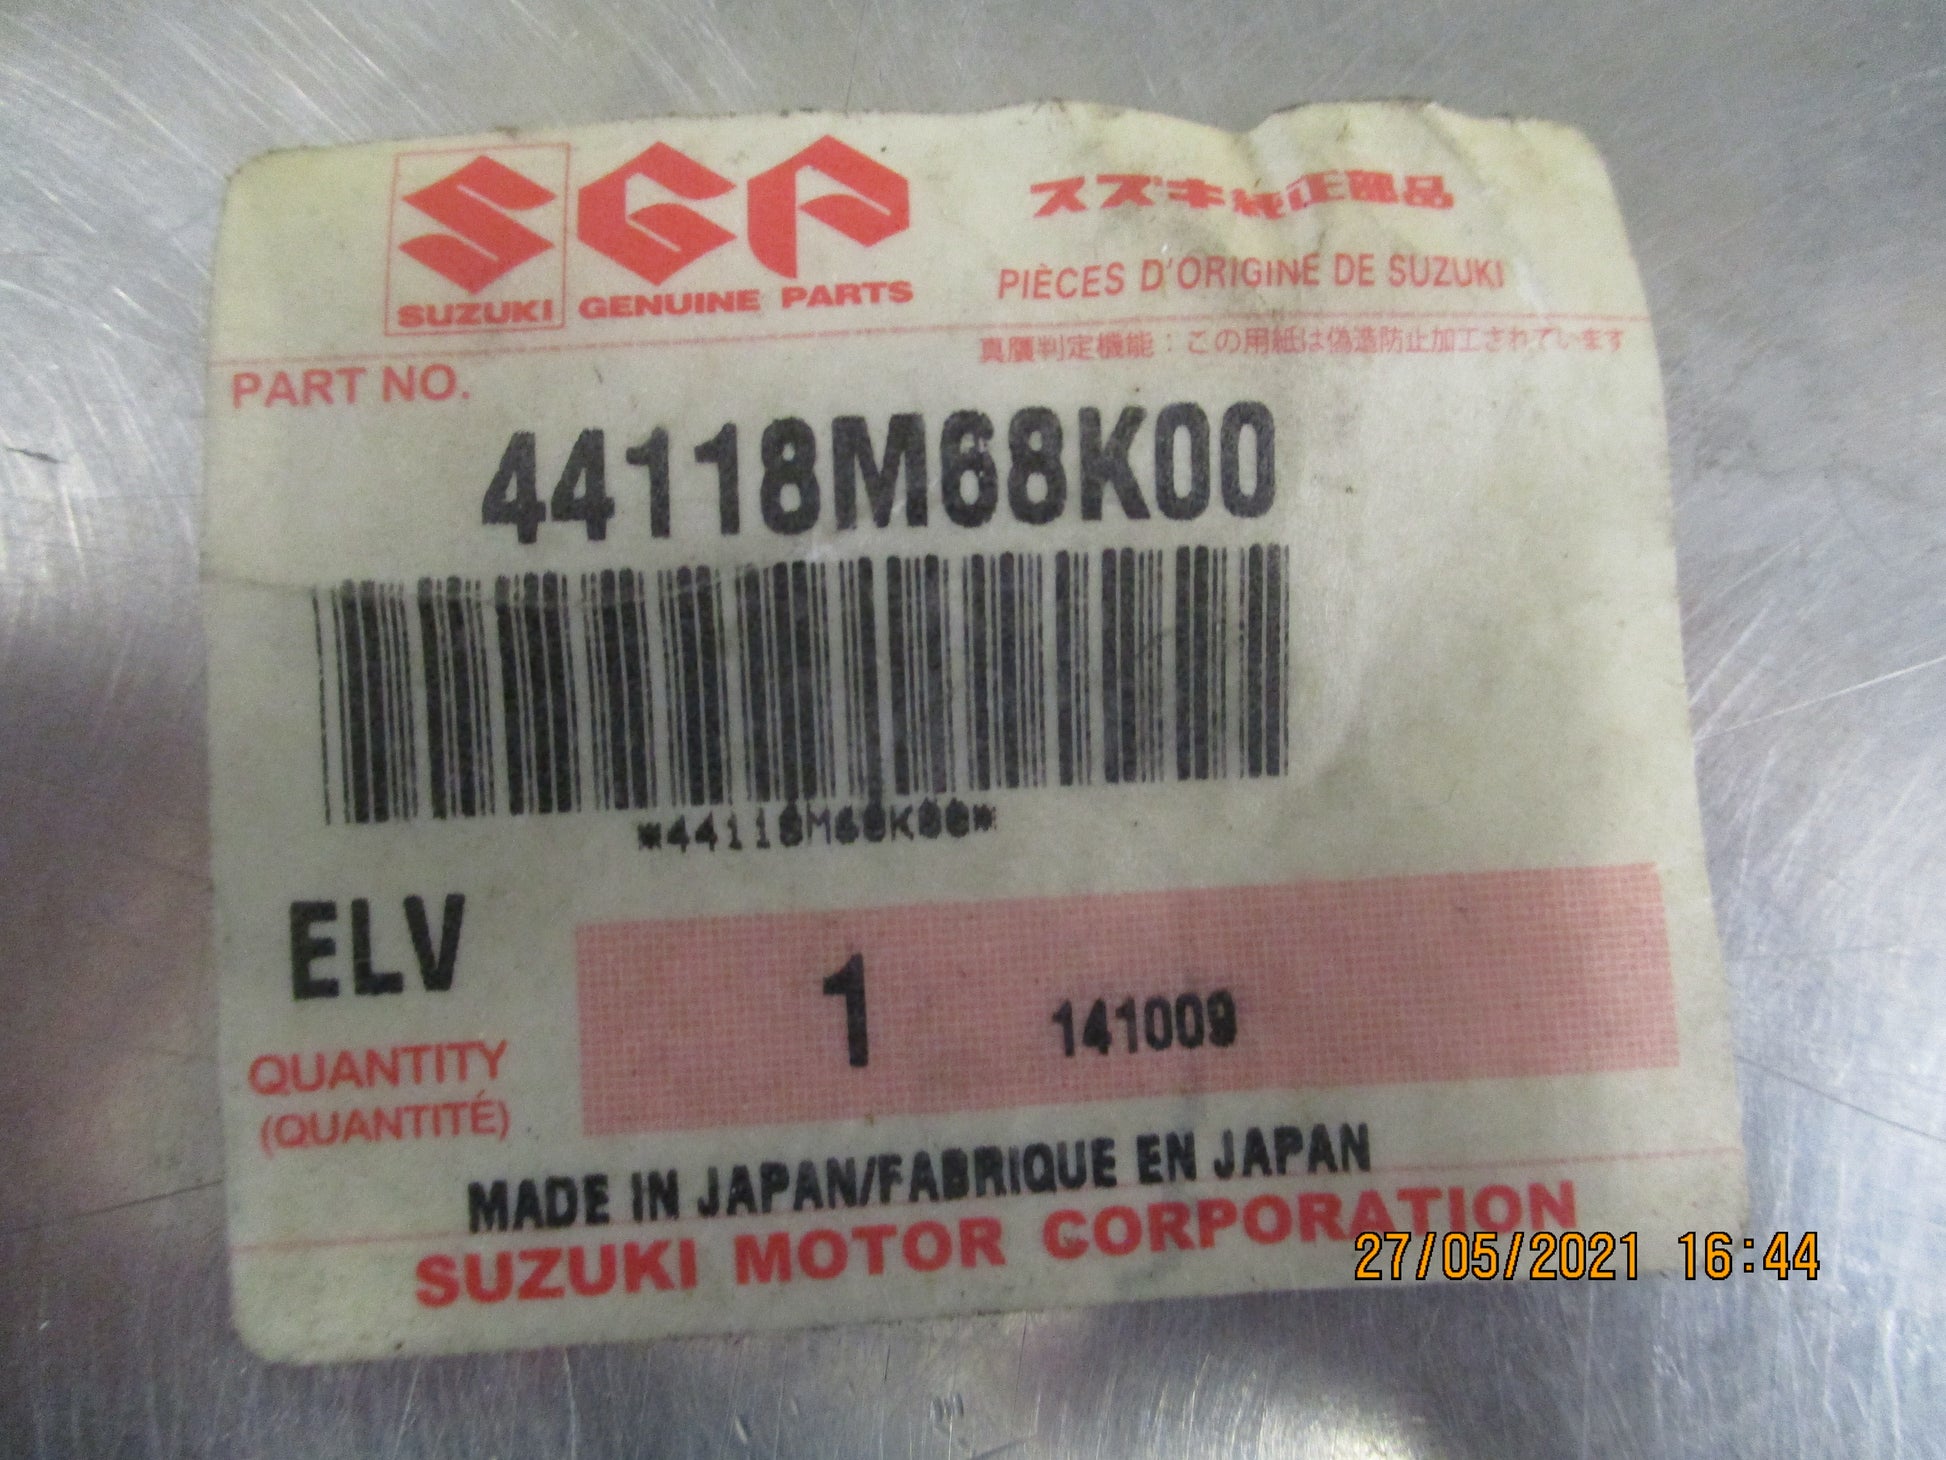 SGP
SUZUKI GENUINE PARTS
スズキ純正部品
PIÈCES D'ORIGINE DE SUZUKI
真贋判定機能：この用紙は偽造防止加工されています
PART NO.
44118M68K00
*44118M68K00*
ELV
1 141009
QUANTITY
(QUANTITÉ)
MADE IN JAPAN/FABRIQUE EN JAPAN
SUZUKI MOTOR CORPORATION
27/05/2021 16:44